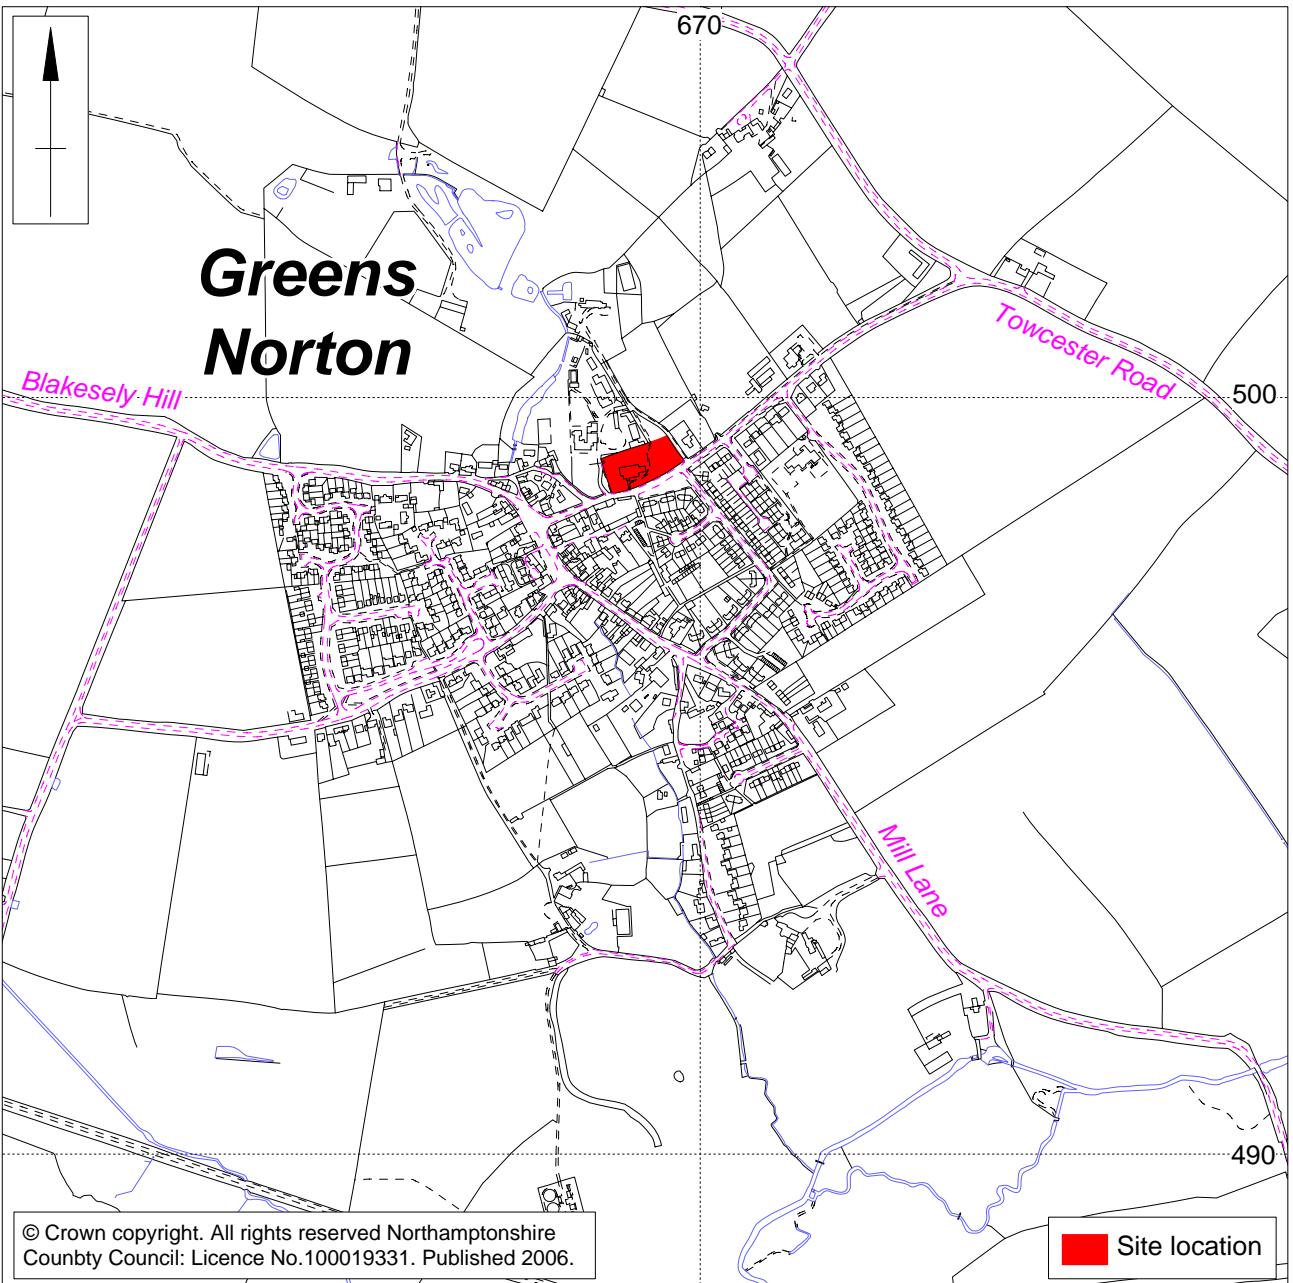 670
Greens
Norton
Blakesely Hill
Towcester Road
500
Mill Lane
490
© Crown copyright. All rights reserved Northamptonshire
Counbty Council: Licence No.100019331. Published 2006.
Site location